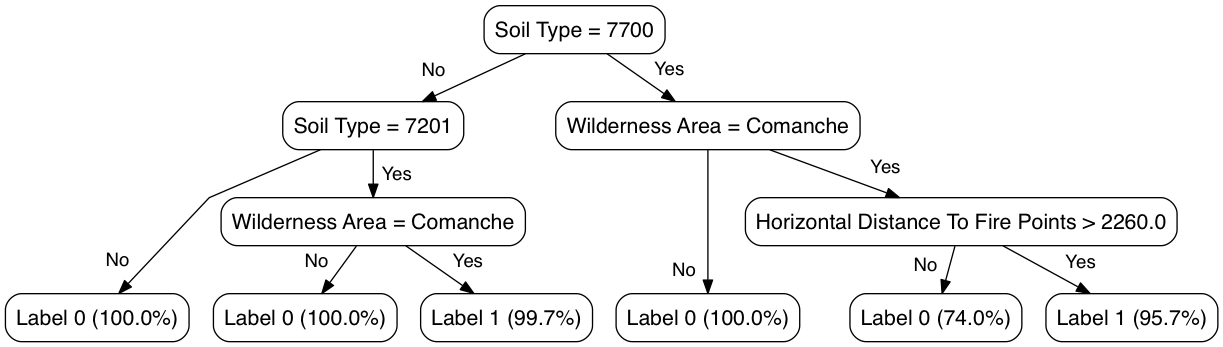 Soil Type = 7700
No
Yes
Soil Type = 7201
Wilderness Area = Comanche
Yes
Yes
Wilderness Area = Comanche
Horizontal Distance To Fire Points > 2260.0
No
No
Yes
No
No
Yes
Label 0 (100.0%)
Label 0 (100.0%)
Label 1 (99.7%)
Label 0 (100.0%)
Label 0 (74.0%)
Label 1 (95.7%)